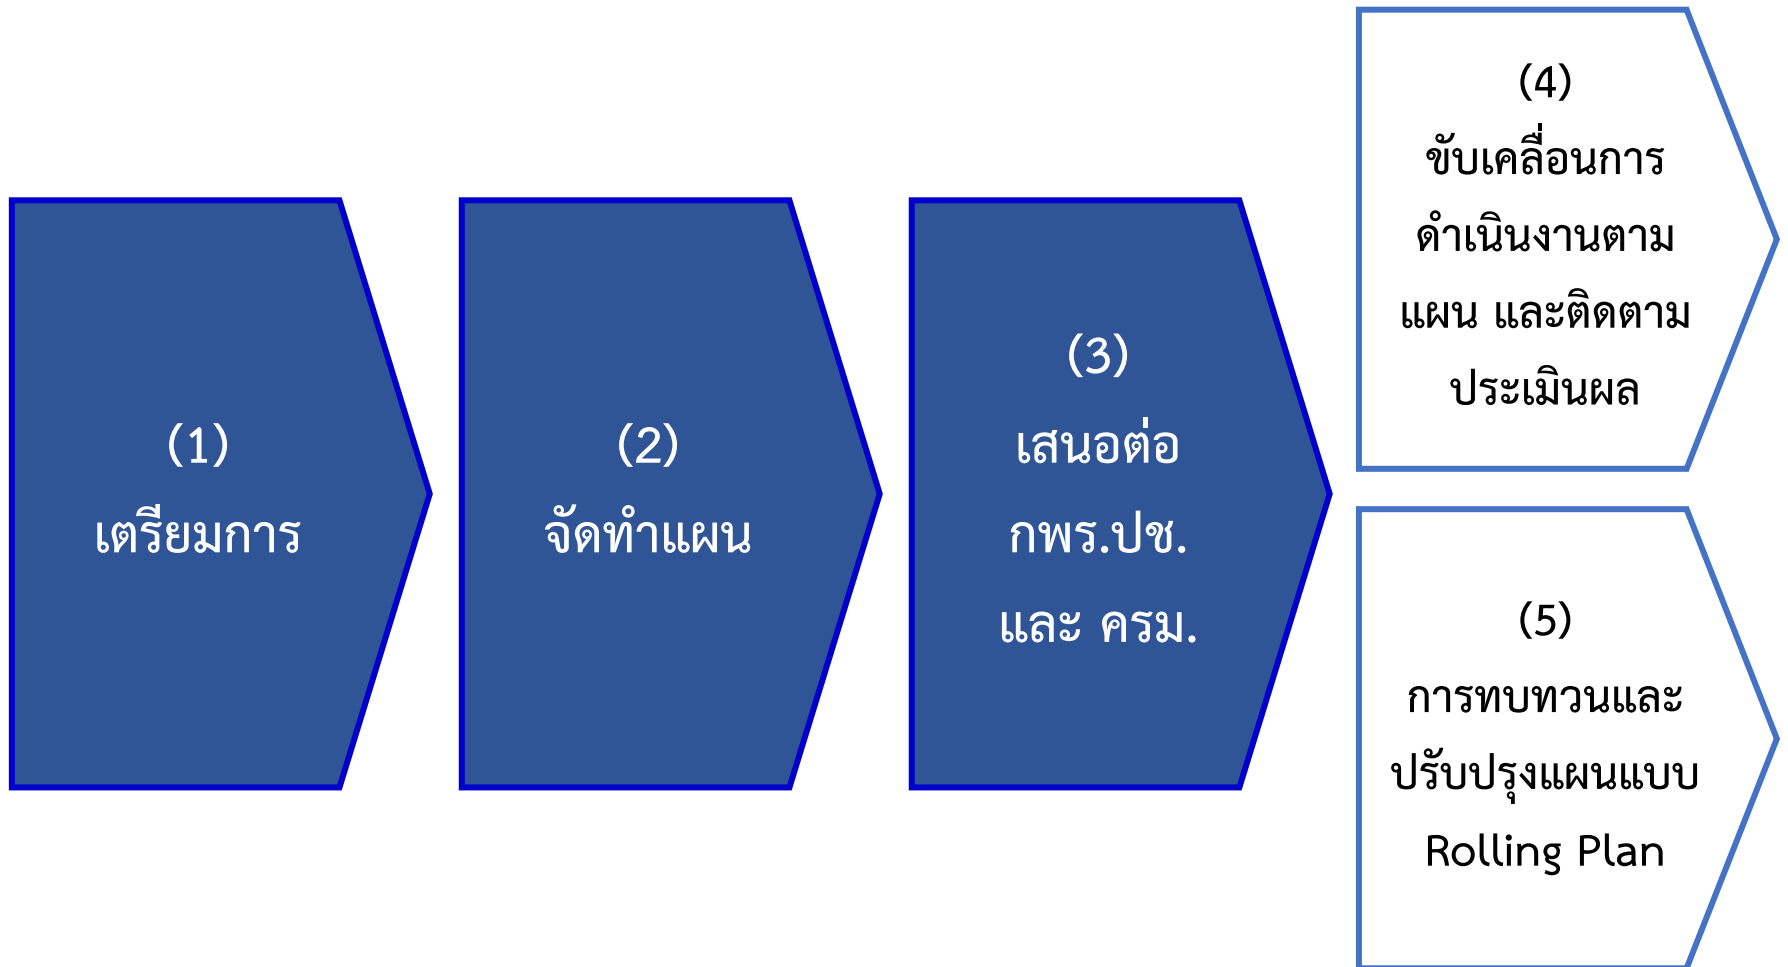 (1)
เตรียมการ
(2)
จัดทำแผน
(3)
เสนอต่อ
กพร.ปช.
และ ครม.
(4)
ขับเคลื่อนการ
ดำเนินงานตาม
แผน และติดตาม
ประเมินผล
(5)
การทบทวนและ
ปรับปรุงแผนแบบ
Rolling Plan